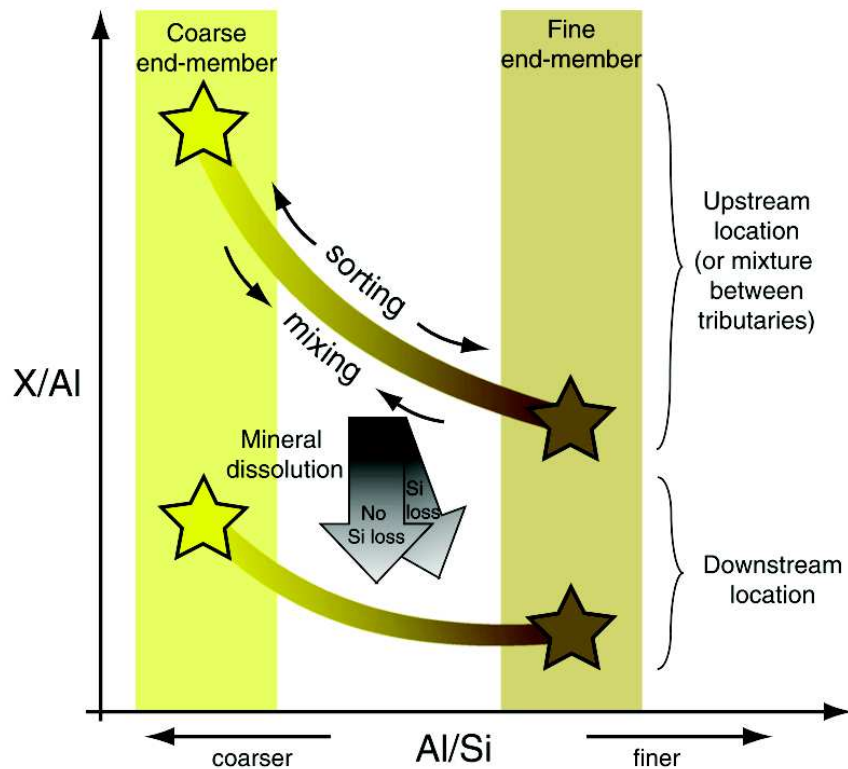 Coarse
end-member
Fine
end-member
sorting
mixing
Upstream
location
(or mixture
between
tributaries)
X/Al
Mineral
dissolution
No
Si loss
Si
loss
Downstream
location
coarser
Al/Si
finer